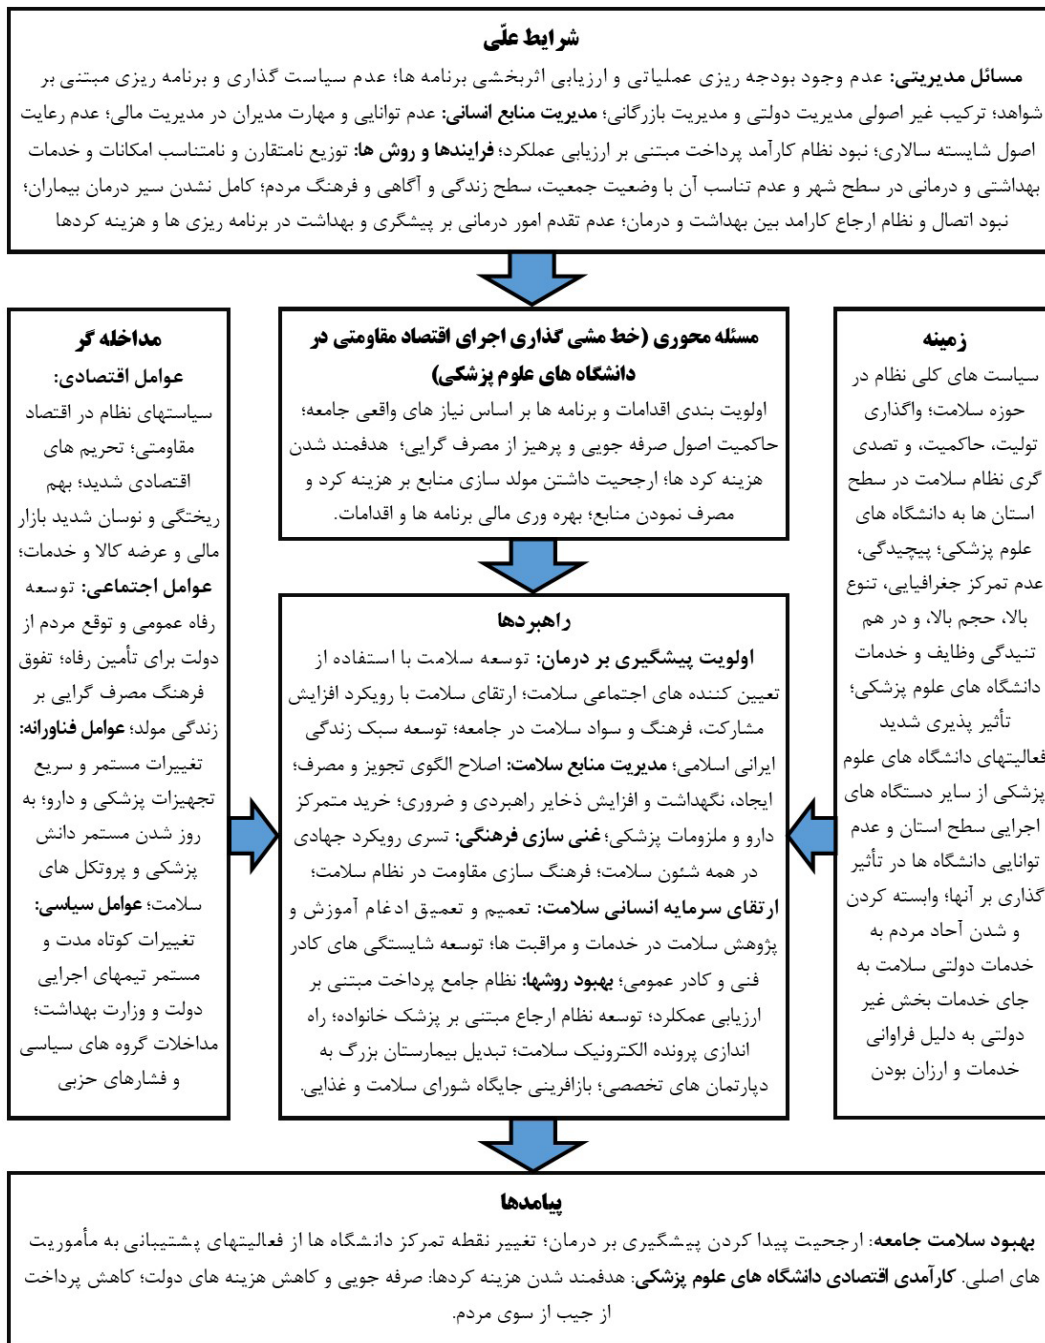 شرایط علّی
مسائل مدیریتی: عدم وجود بودجه ریزی عملیاتی و ارزیابی اثربخشی برنامه ها؛ عدم سیاست گذاری و برنامه ریزی مبتنی بر
شواهد؛ ترکیب غیر اصولی مدیریت دولتی و مدیریت بازرگانی؛ مدیریت منابع انسانی: عدم توانایی و مهارت مدیران در مدیریت مالی؛ عدم رعایت
اصول شایسته سالاری؛ نبود نظام کارآمد پرداخت مبتنی بر ارزیابی عملکرد؛ فرایندها و روش ها: توزیع نامتقارن و نامتناسب امکانات و خدمات
بهداشتی و درمانی در سطح شهر و عدم تناسب آن با وضعیت جمعیت، سطح زندگی و آگاهی و فرهنگ مردم؛ کامل نشدن سیر درمان بیماران؛
نبود اتصال و نظام ارجاع کارامد بین بهداشت و درمان؛ عدم تقدم امور درمانی بر پیشگری و بهداشت در برنامه ریزی ها و هزینه کردها
زمینه
سیاست های کلی نظام در
حوزه سلامت؛ واگذاری
تولیت، حاکمیت، و تصدی
گری نظام سلامت در سطح
استان ها به دانشگاه های
علوم پزشکی؛ پیچیدگی،
عدم تمرکز جغرافیایی، تنوع
بالا، حجم بالا، و در هم
تنیدگی وظایف و خدمات
دانشگاه های علوم پزشکی؛
تأثیر پذیری شدید
فعالیتهای دانشگاه های علوم
پزشکی از سایر دستگاه های
اجرایی سطح استان و عدم
توانایی دانشگاه ها در تأثیر
گذاری بر آنها؛ وابسته کردن
و شدن آحاد مردم به
خدمات دولتی سلامت به
جای خدمات بخش غیر
دولتی به دلیل فراوانی
خدمات و ارزان بودن
مسئله محوری (خط مشی گذاری اجرای اقتصاد مقاومتی در
دانشگاه های علوم پزشکی)
اولویت بندی اقدامات و برنامه ها بر اساس نیاز های واقعی جامعه؛
حاکمیت اصول صرفه جویی و پرهیز از مصرف گرایی؛ هدفمند شدن
هزینه کرد ها؛ ارجحیت داشتن مولد سازی منابع بر هزینه کرد و
مصرف نمودن منابع؛ بهره وری مالی برنامه ها و اقدامات.
راهبردها
اولویت پیشگری بر درمان: توسعه سلامت با استفاده از
تعیین کننده های اجتماعی سلامت؛ ارتقای سلامت با رویکرد افزایش
مشارکت، فرهنگ و سواد سلامت در جامعه؛ توسعه سبک زندگی
ایرانی اسلامی؛ مدیریت منابع سلامت: اصلاح الگوی تجویز و مصرف؛
ایجاد، نگهداشت و افزایش ذخایر راهبردی و ضروری؛ خرید متمرکز
دارو و ملزومات پزشکی؛ غنی سازی فرهنگی: تسری رویکرد جهادی
در همه شئون سلامت؛ فرهنگ سازی مقاومت در نظام سلامت؛
ارتقای سرمایه انسانی سلامت: تعمیم و تعمیق ادغام آموزش و
پژوهش سلامت در خدمات و مراقبت ها؛ توسعه شایستگی های کادر
فنی و کادر عمومی؛ بهبود روشها: نظام جامع پرداخت مبتنی بر
ارزیابی عمکلرد؛ توسعه نظام ارجاع مبتنی بر پزشک خانواده؛ راه
اندازی پرونده الکترونیک سلامت؛ تبدیل بیمارستان بزرگ به
دپارتمان های تخصصی؛ بازافرینی جایگاه شورای سلامت و غذایی.
مداخله گر
عوامل اقتصادی:
سیاستهای نظام در اقتصاد
مقاومتی؛ تحریم های
اقتصادی شدید؛ بهم
ریختگی و نوسان شدید بازار
مالی و عرضه کالا و خدمات؛
عوامل اجتماعی: توسعه
رفاه عمومی و توقع مردم از
دولت برای تأمین رفاه؛ تفوق
فرهنگ مصرف گرایی بر
زندگی مولد؛ عوامل فناورانه:
تغییرات مستمر و سریع
تجهیزات پزشکی و دارو؛ به
روز شدن مستمر دانش
پزشکی و پروتکل های
سلامت؛ عوامل سیاسی:
تغییرات کوتاه مدت و
مستمر تیمهای اجرایی
دولت و وزارت بهداشت؛
مداخلات گروه های سیاسی
و فشارهای حزبی
پیامدها
بهبود سلامت جامعه: ارجحیت پیدا کردن پیشگری بر درمان؛ تغییر نقطه تمرکز دانشگاه ها از فعالیتهای پشتیبانی به مأموریت
های اصلی. کارآمدی اقتصادی دانشگاه های علوم پزشکی: هدفمند شدن هزینه کردها: صرفه جویی و کاهش هزینه های دولت؛ کاهش پرداخت
از جیب از سوی مردم.